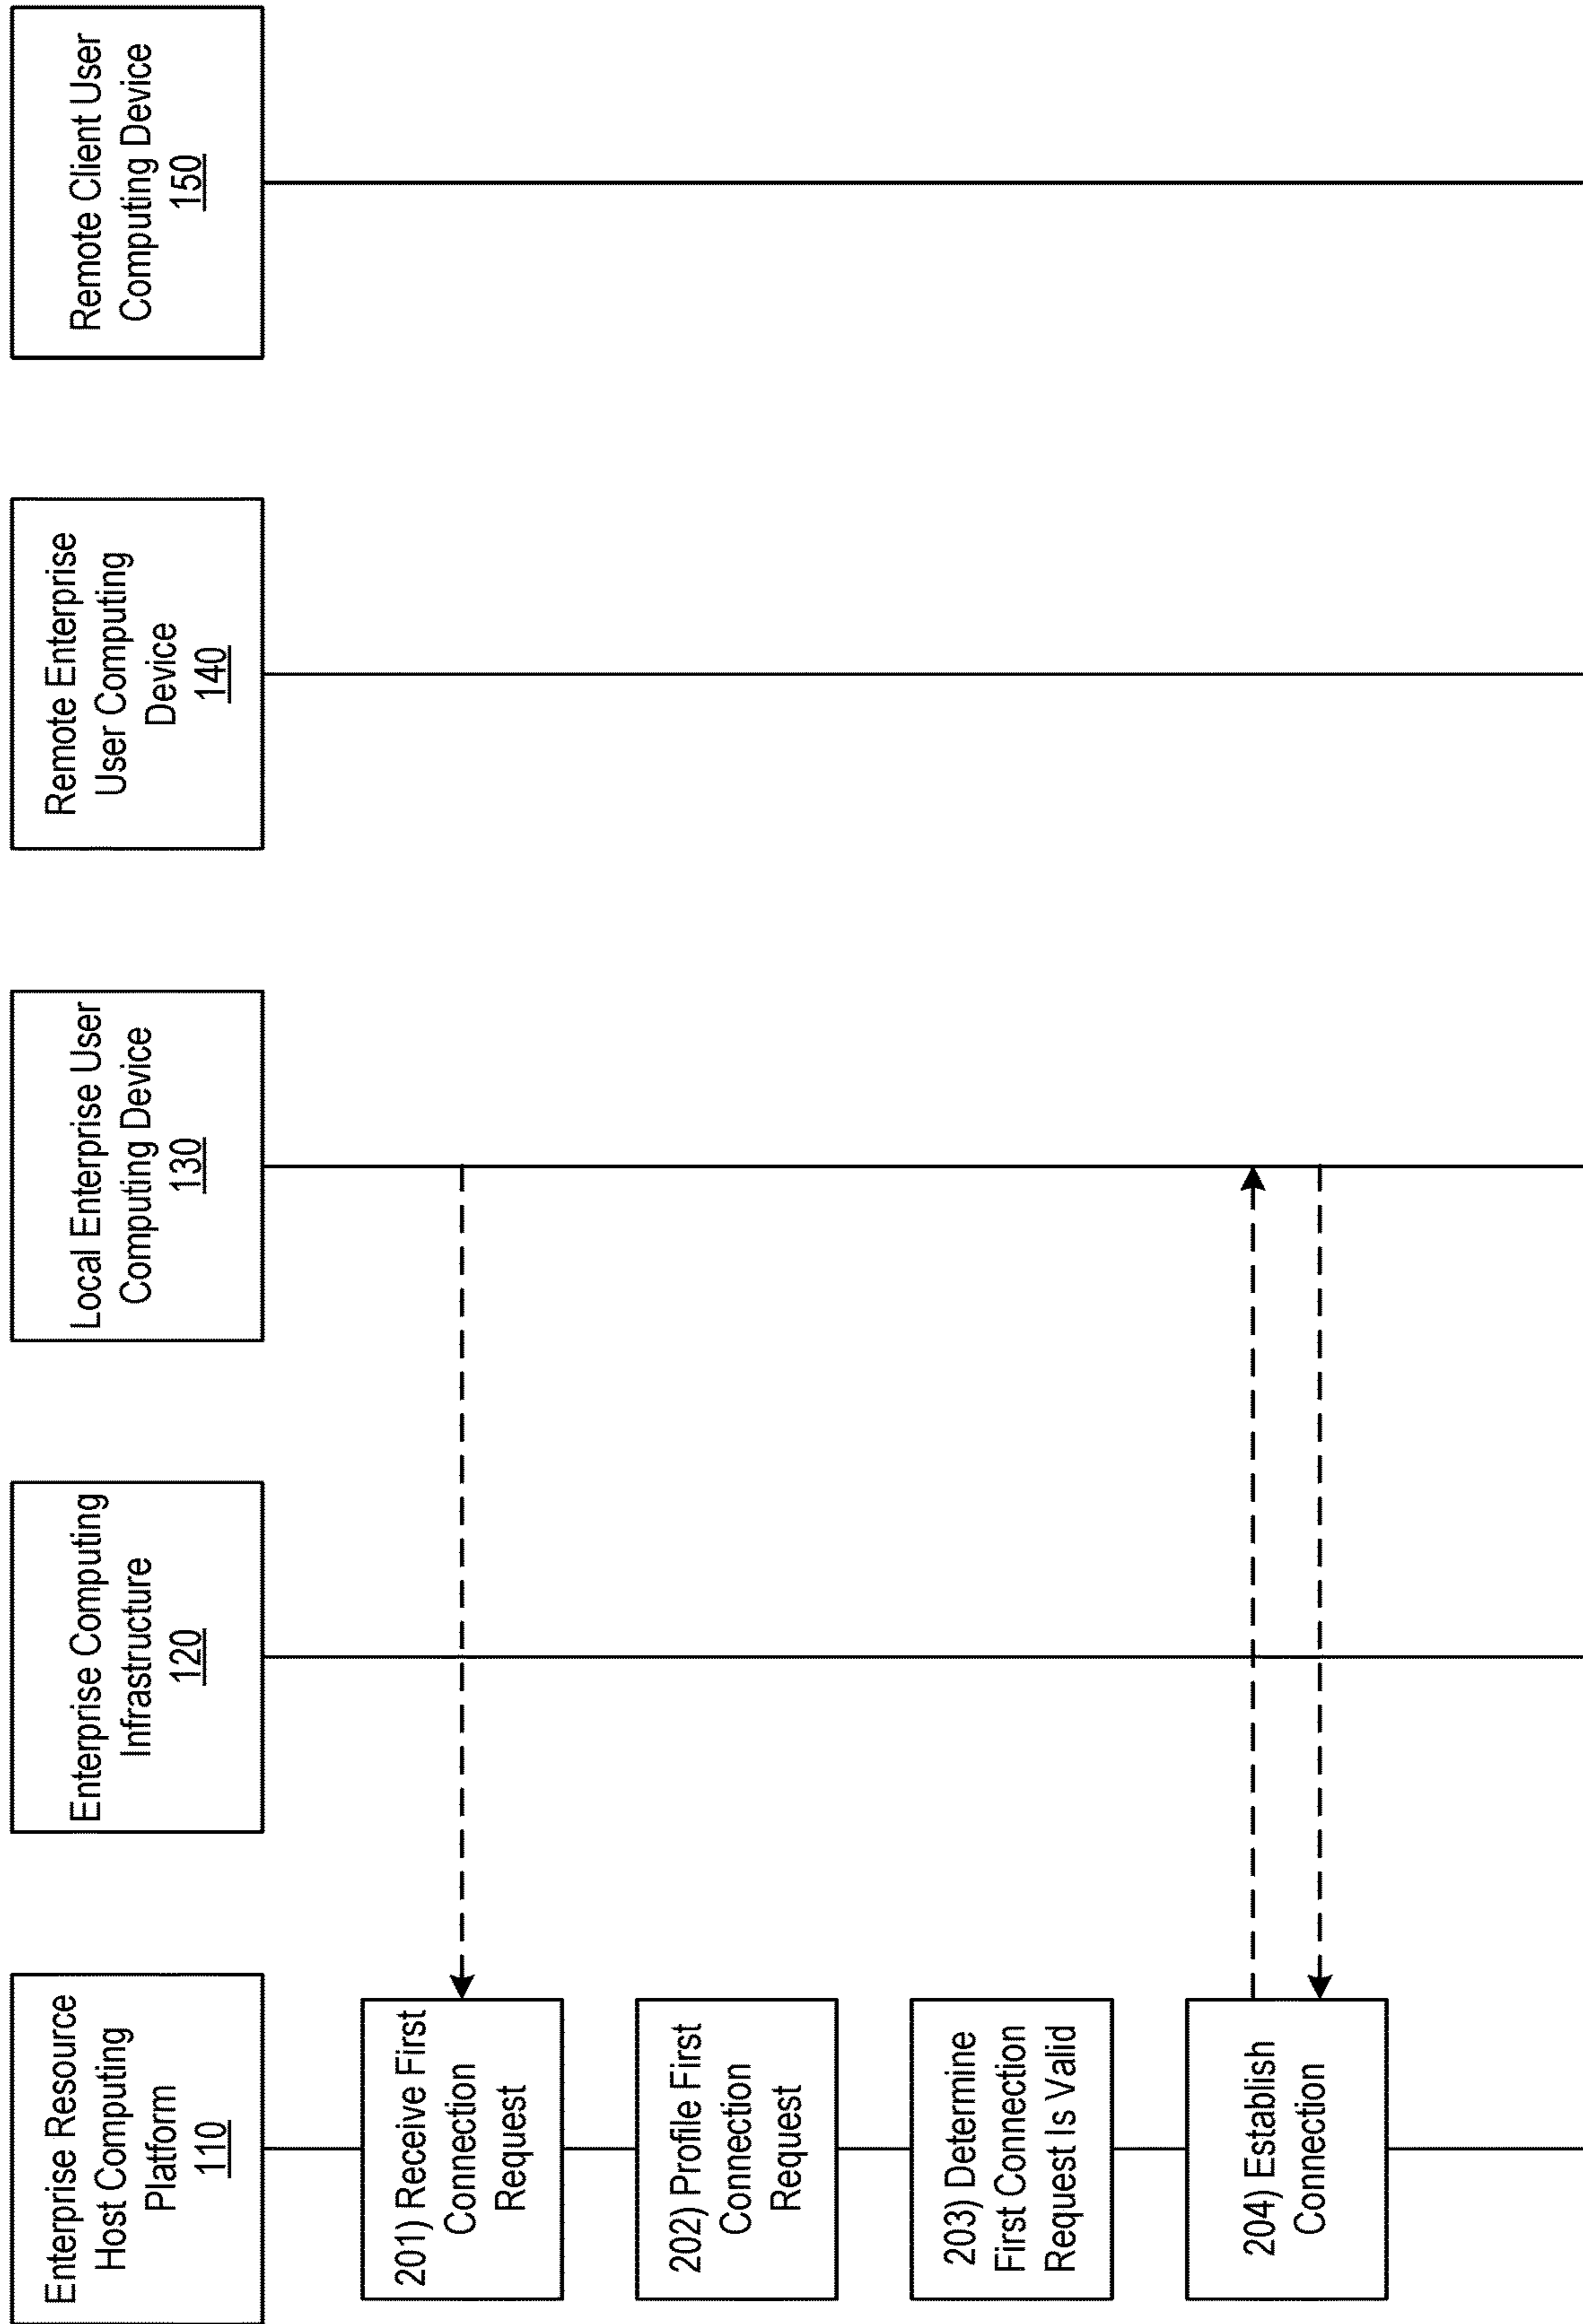 Enterprise Resource
Host Computing
Platform
110
Enterprise Computing
Infrastructure
120
Local Enterprise User
Computing Device
130
Remote Enterprise
User Computing
Device
140
Remote Client User
Computing Device
150
201) Receive First
Connection
Request
202) Profile First
Connection
Request
203) Determine
First Connection
Request Is Valid
204) Establish
Connection